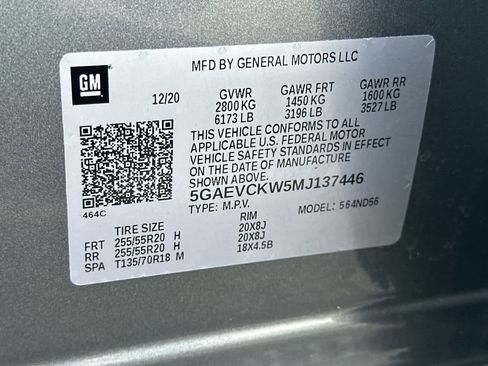 MFD BY GENERAL MOTORS LLC
GM
12/20 GVWR GAWR FRT GAWR RR
2800 KG 1450 KG 1600 KG
6173 LB 3196 LB 3527 LB
THIS VEHICLE CONFORMS TO ALL
APPLICABLE U.S. FEDERAL MOTOR
VEHICLE SAFETY STANDARDS IN EFFECT
ON THE DATE OF MANUFACTURE
SHOWN ABOVE.
5GAEVCKW5MJ137446
464C TYPE: M.P.V. MODEL: 564ND56
TIRE SIZE RIM
FRT 255/55R20 H 20X8J
RR 255/55R20 H 20X8J
SPA T135/70R18 M 18X4.5B